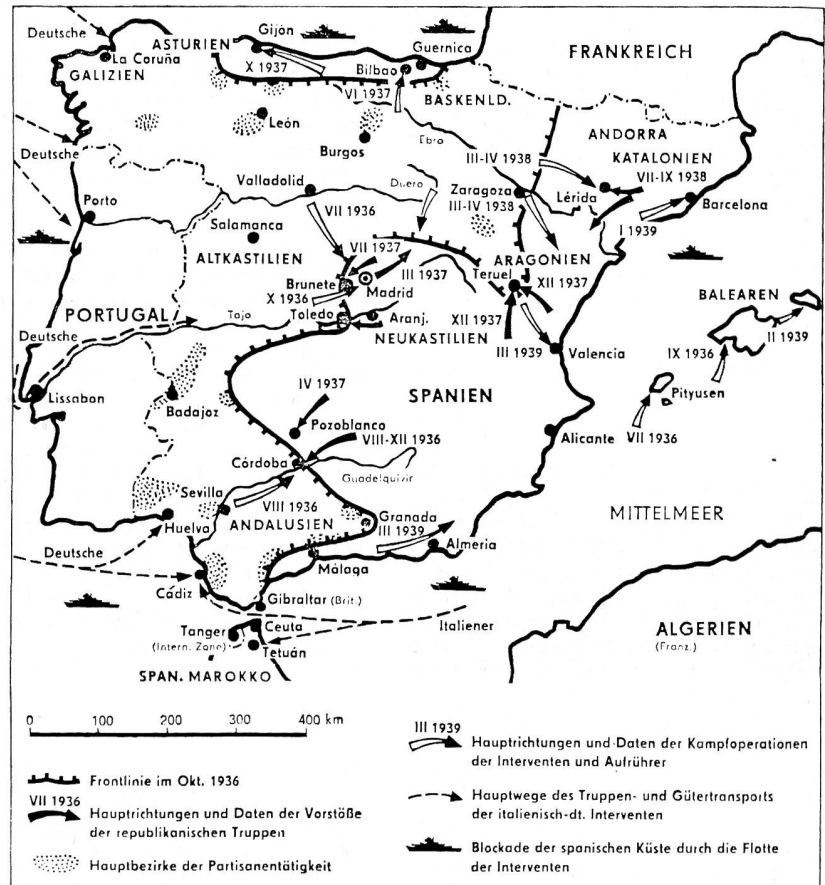 Deutsche
Gijón
ASTURIEN
La Coruña
GALIZIEN
X 1937
Guernica
Bilbao
VI 1937
BASKENLD.
FRANKREICH
León
Burgos
Ebro
ANDORRA
KATALONIEN
III-IV 1938
VII-IX 1938
Deutsche
Valladolid
Duero
Zaragoza
III-IV 1938
Lérida
Barcelona
I 1939
Porto
Salamanca
VII 1936
ALTKASTILIEN
VII 1937
III 1937
ARAGONIEN
Teruel
XII 1937
Brunete
X 1936
Madrid
BALEAREN
PORTUGAL
Tajo
Toledo
Aranj.
NEUKASTILIEN
XII 1937
III 1939
Valencia
IX 1936
II 1939
Deutsche
Lissabon
Badajoz
SPANIEN
Pityusen
VII 1936
IV 1937
Pozoblanco
VIII-XII 1936
Alicante
Córdoba
Guadelquivir
Sevilla
VIII 1936
ANDALUSIEN
Huelva
Granada
III 1939
Almeria
MITTELMEER
Deutsche
Málaga
Cádiz
Gibraltar (Brit.)
Italiener
Tanger
(Intern. Zone)
Ceuta
Tetuán
SPAN. MAROKKO
ALGERIEN
(Franz.)
0 100 200 300 400 km
Frontlinie im Okt. 1936
VII 1936
Hauptrichtungen und Daten der Vorstöße
der republikanischen Truppen
Hauptbezirke der Partisanentätigkeit
III 1939
Hauptrichtungen und Daten der Kampfoperationen
der Interventen und Aufrührer
Hauptwege des Truppen- und Gütertransports
der italienisch-dt. Interventen
Blockade der spanischen Küste durch die Flotte
der Interventen